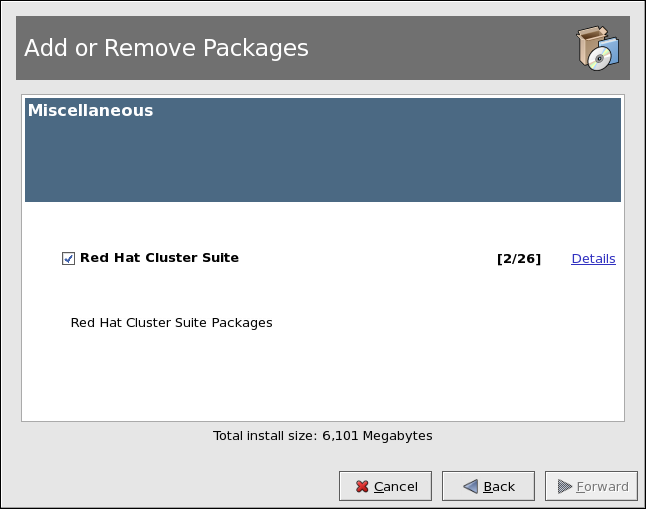 Add or Remove Packages
Miscellaneous
Red Hat Cluster Suite [2/26] Details
Red Hat Cluster Suite Packages
Total install size: 6,101 Megabytes
Cancel Back Forward